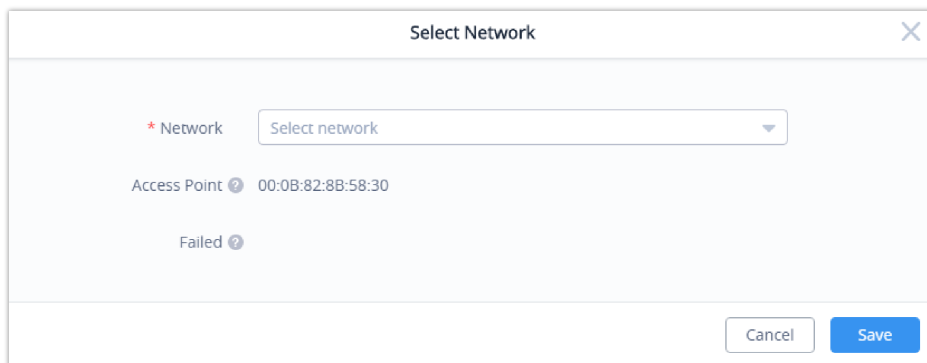 Select Network
* Network Select network
Access Point ? 00:0B:82:8B:58:30
Failed ?
Cancel Save